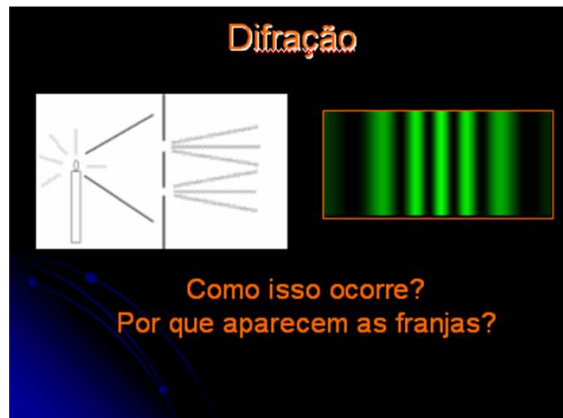 Difração
Como isso ocorre?
Por que aparecem as franjas?